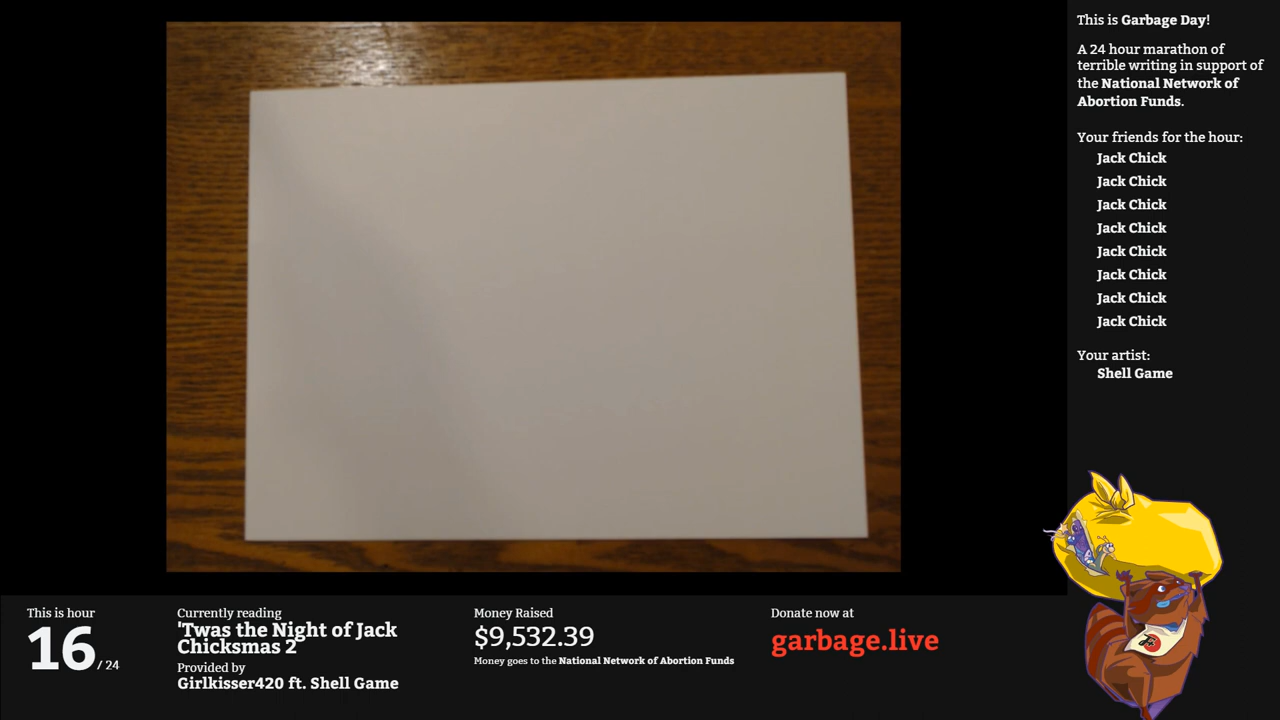 This is Garbage Day!
A 24 hour marathon of
terrible writing in support of
the National Network of
Abortion Funds.
Your friends for the hour:
Jack Chick
Jack Chick
Jack Chick
Jack Chick
Jack Chick
Jack Chick
Jack Chick
Jack Chick
Your artist:
Shell Game
This is hour
16 / 24
Currently reading
'Twas the Night of Jack
Chicksmas 2
Provided by
Girlkisser420 ft. Shell Game
Money Raised
$9,532.39
Money goes to the National Network of Abortion Funds
Donate now at
garbage.live